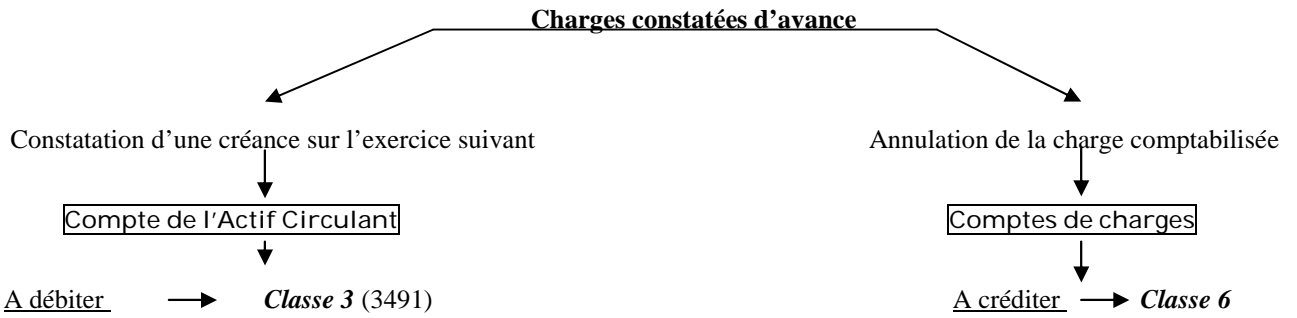 Charges constatées d’avance
Constatation d’une créance sur l’exercice suivant
Annulation de la charge comptabilisée
Compte de l’Actif Circulant
Comptes de charges
A débiter Classe 3 (3491)
A créditer Classe 6